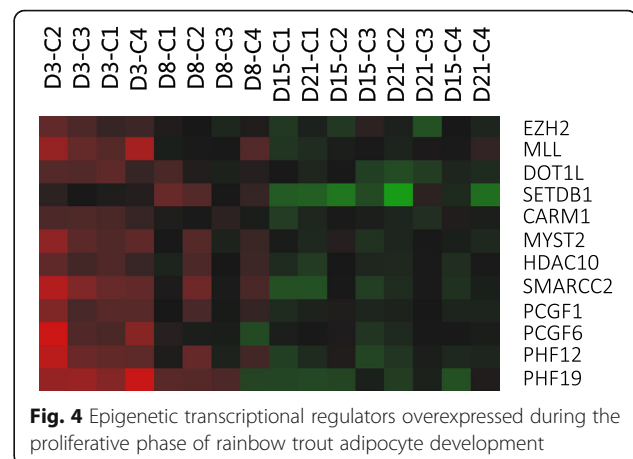 D3-C2
D3-C3
D3-C1
D3-C4
D8-C1
D8-C2
D8-C3
D8-C4
D15-C1
D21-C1
D15-C2
D15-C3
D21-C2
D21-C3
D15-C4
D21-C4
EZH2
MLL
DOT1L
SETDB1
CARM1
MYST2
HDAC10
SMARCC2
PCGF1
PCGF6
PHF12
PHF19
Fig. 4 Epigenetic transcriptional regulators overexpressed during the
proliferative phase of rainbow trout adipocyte development